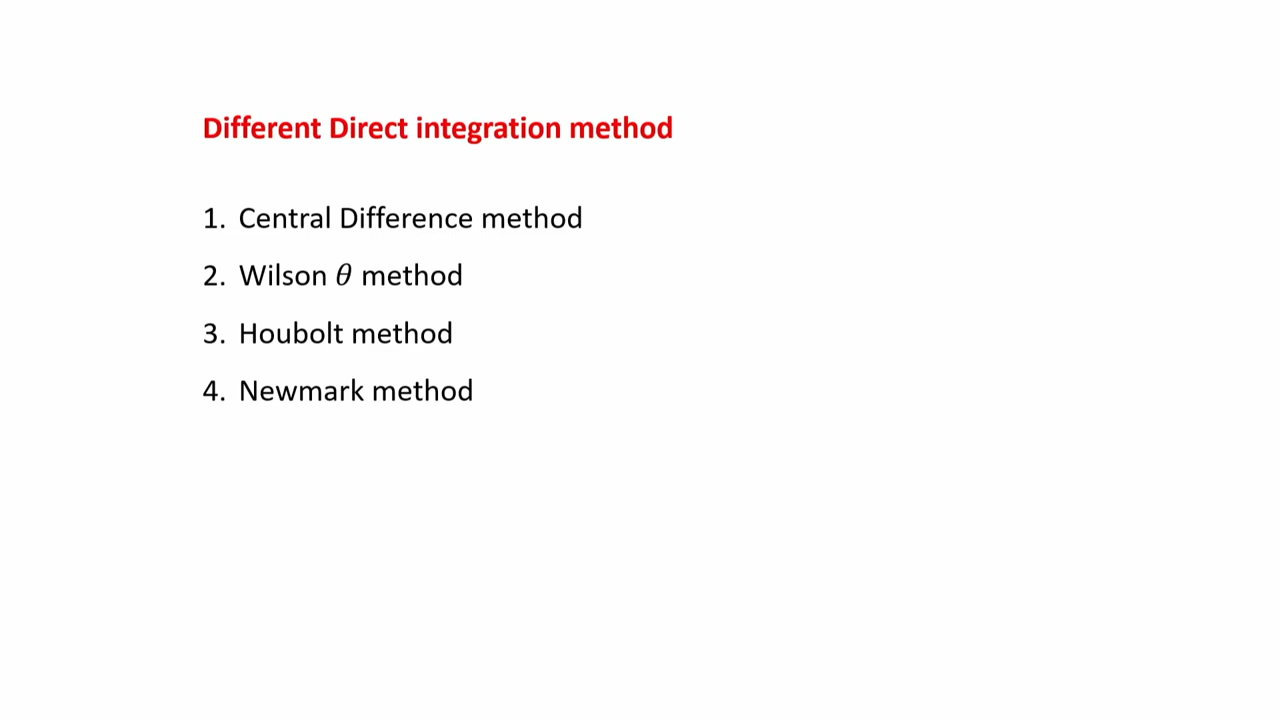 Different Direct integration method
1. Central Difference method
2. Wilson θ method
3. Houbolt method
4. Newmark method